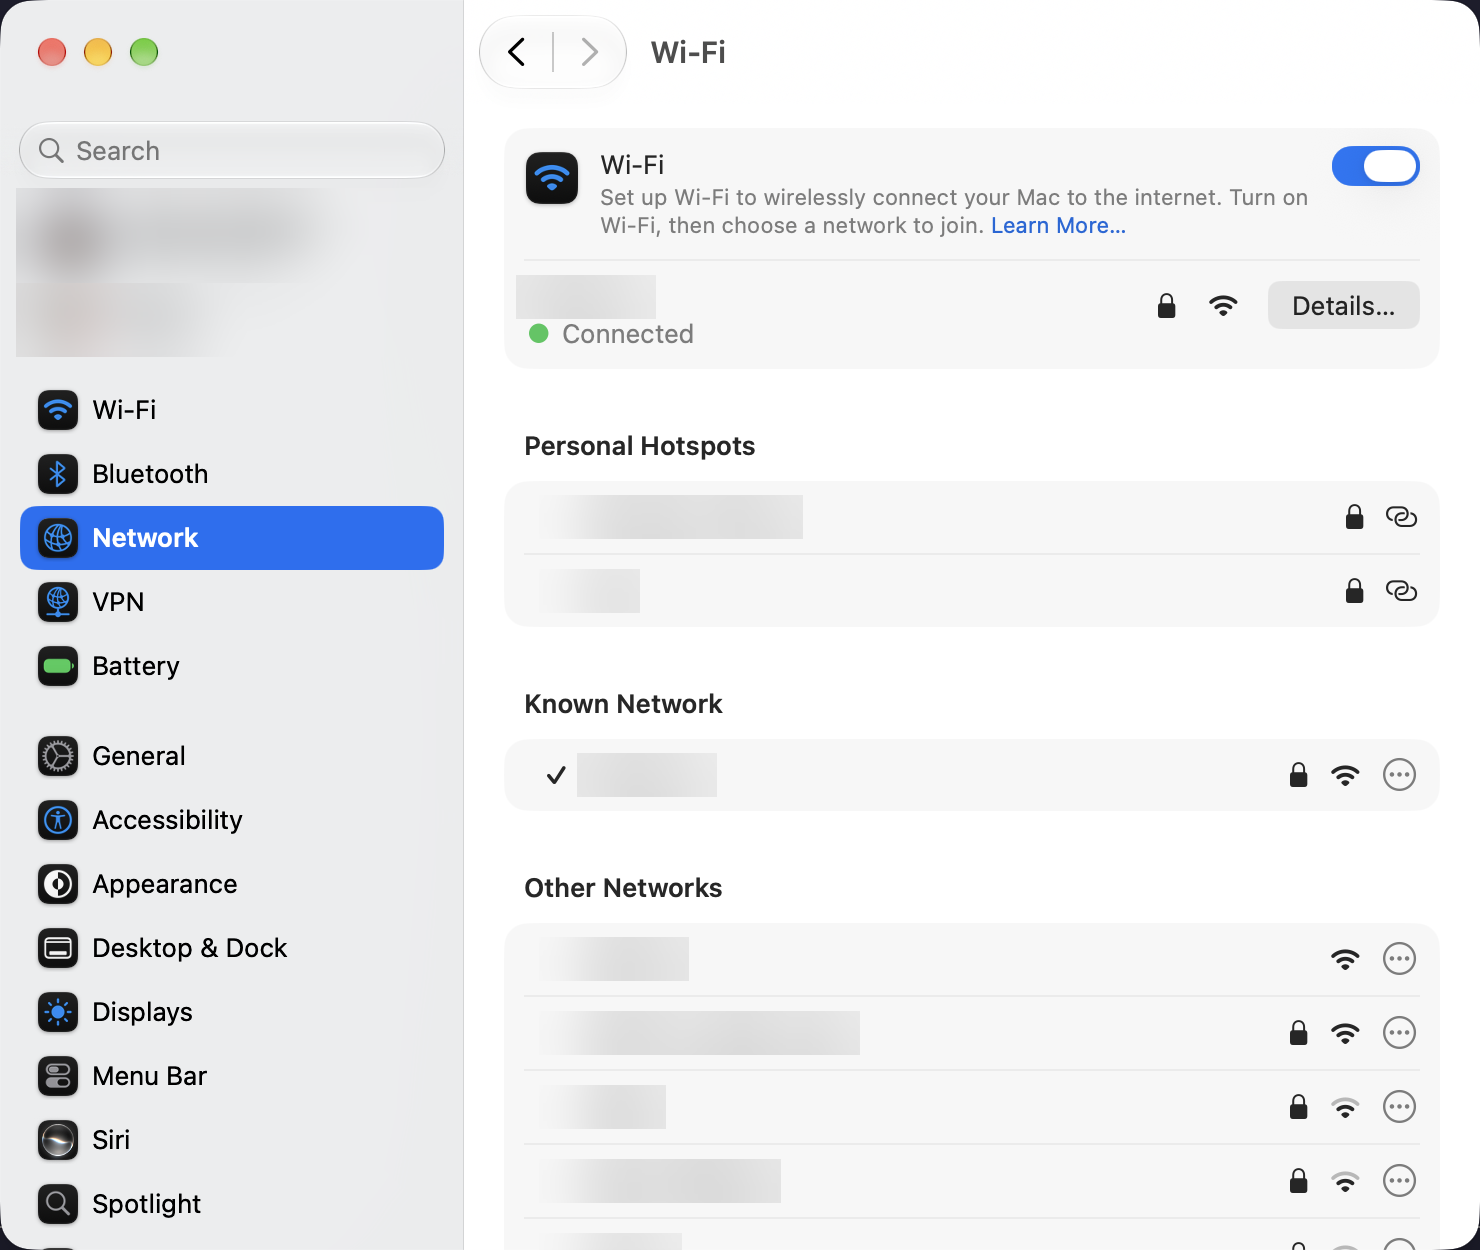 Wi-Fi
Search
Wi-Fi
Set up Wi-Fi to wirelessly connect your Mac to the internet. Turn on
Wi-Fi, then choose a network to join. Learn More...
Connected
Details...
Personal Hotspots
Known Network
Other Networks
Wi-Fi
Bluetooth
Network
VPN
Battery
General
Accessibility
Appearance
Desktop & Dock
Displays
Menu Bar
Siri
Spotlight